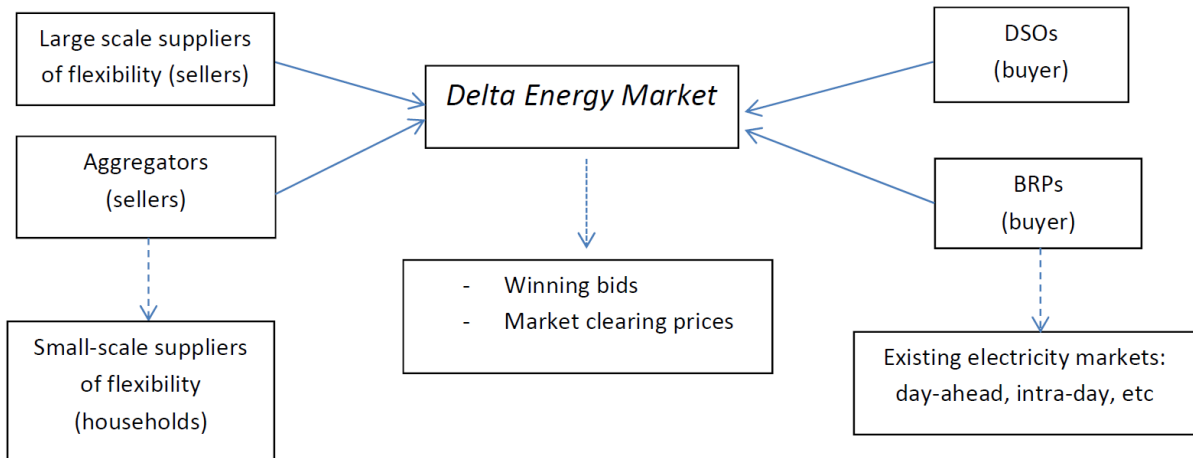 Large scale suppliers
of flexibility (sellers)
Delta Energy Market
DSOs
(buyer)
Aggregators
(sellers)
BRPs
(buyer)
- Winning bids
- Market clearing prices
Small-scale suppliers
of flexibility
(households)
Existing electricity markets:
day-ahead, intra-day, etc